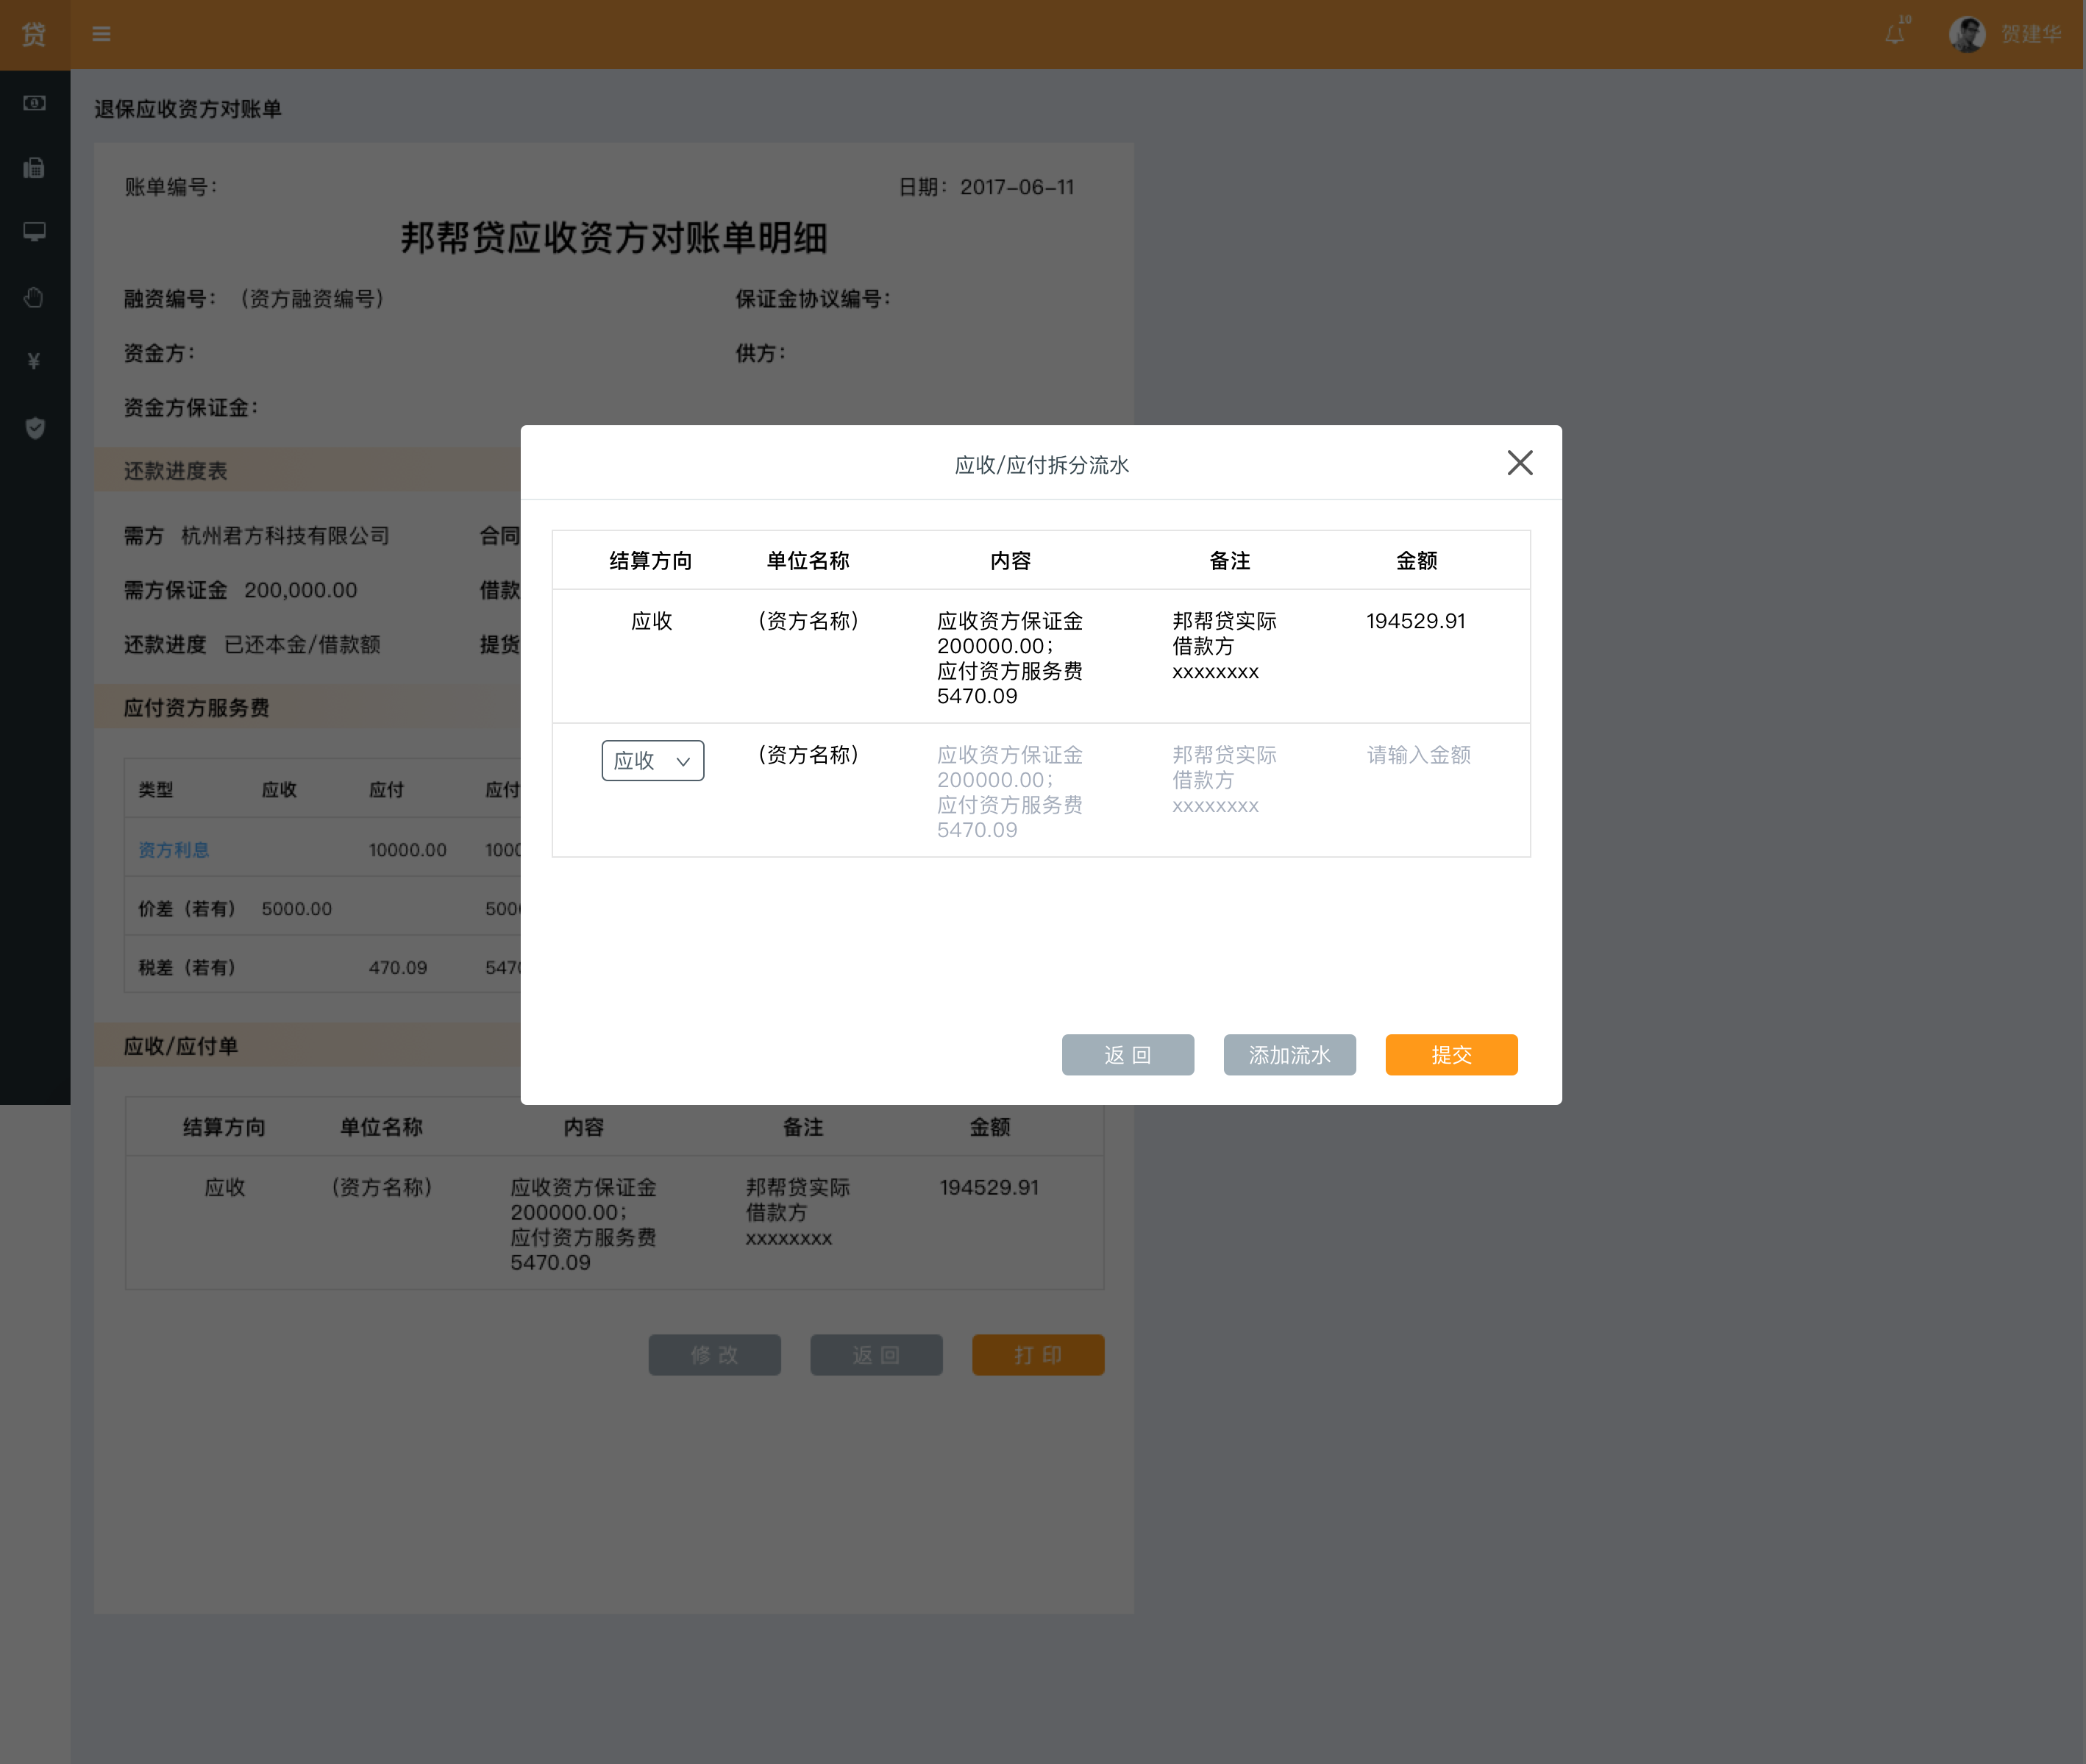 贷
10
贺建华
退保应收资方对账单
账单编号：
日期：2017-06-11
邦帮贷应收资方对账单明细
融资编号：（资方融资编号）
保证金协议编号：
资金方：
供方：
资金方保证金：
还款进度表
需方 杭州君方科技有限公司
合同
需方保证金 200,000.00
借款
还款进度 已还本金/借款额
提货
应付资方服务费
类型 应收 应付 应付
资方利息 10000.00 1000
价差（若有） 5000.00 500
税差（若有） 470.09 547
应收/应付单
结算方向 单位名称 内容 备注 金额
应收 （资方名称） 应收资方保证金 邦帮贷实际 194529.91
200000.00； 借款方
应付资方服务费 xxxxxxxx
5470.09
修 改
返 回
打 印
应收/应付拆分流水
结算方向 单位名称 内容 备注 金额
应收 （资方名称） 应收资方保证金 邦帮贷实际 194529.91
200000.00； 借款方
应付资方服务费 xxxxxxxx
5470.09
应收 （资方名称） 应收资方保证金 邦帮贷实际 请输入金额
200000.00； 借款方
应付资方服务费 xxxxxxxx
5470.09
返 回
添加流水
提交